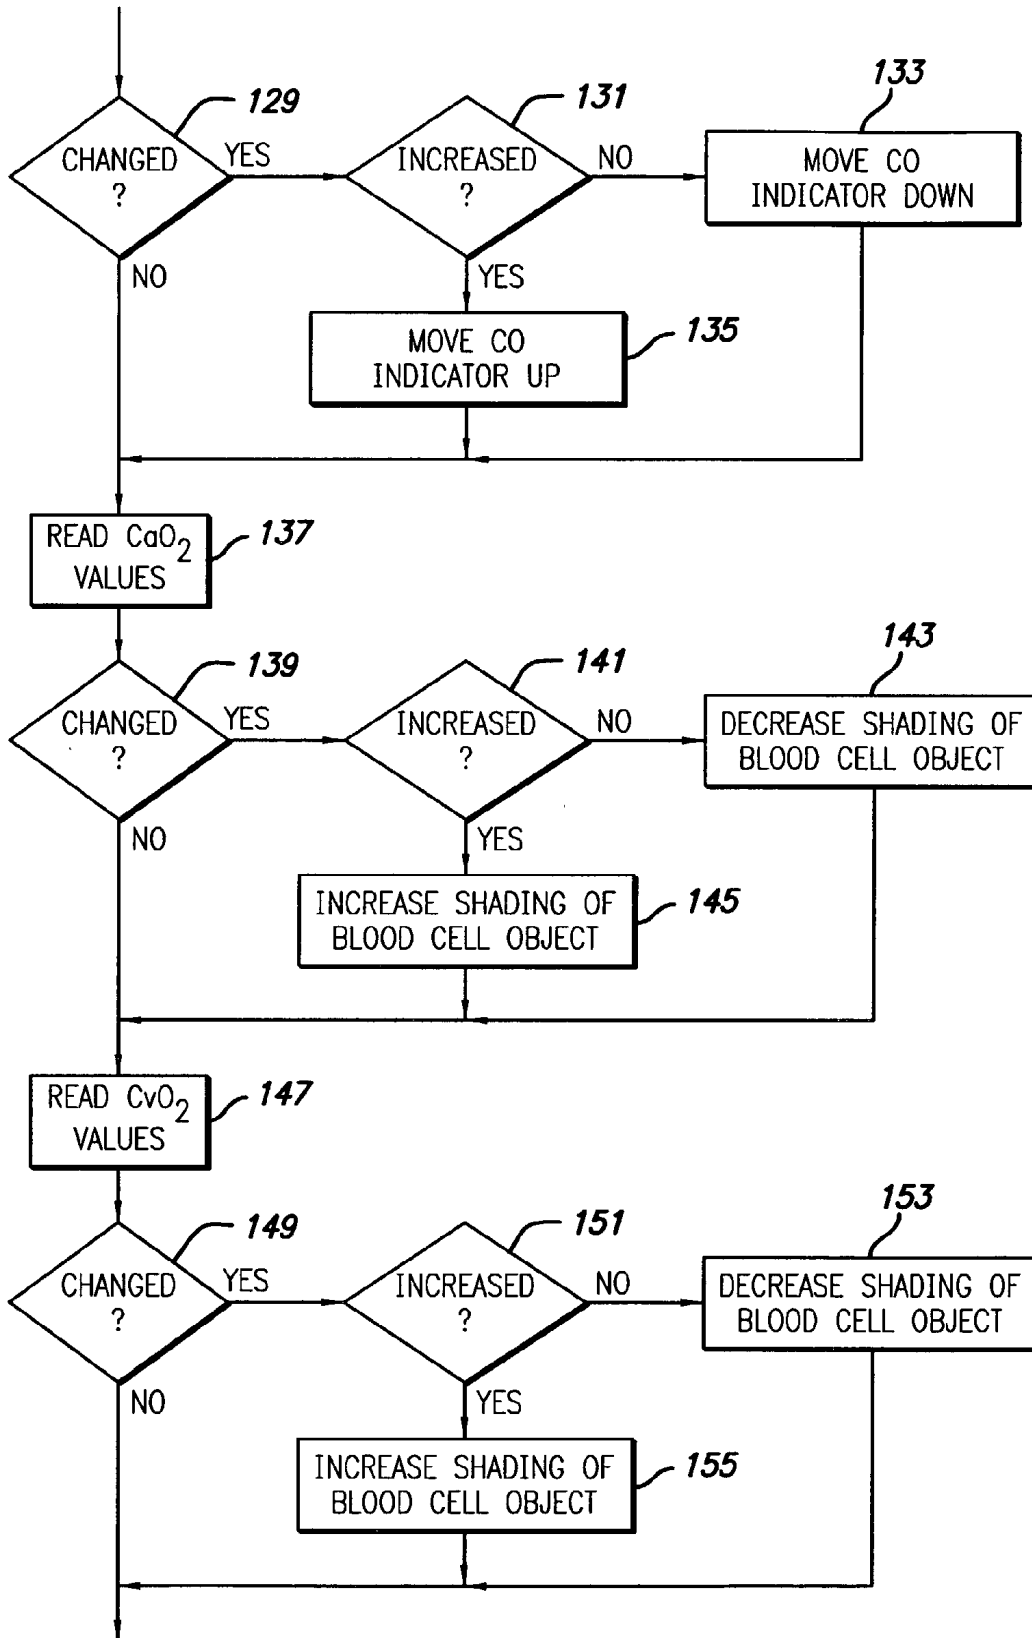 129
131
133
CHANGED
?
YES
INCREASED
?
NO
MOVE CO
INDICATOR DOWN
NO
YES
MOVE CO
INDICATOR UP
135
READ CaO2
VALUES
137
139
141
143
CHANGED
?
YES
INCREASED
?
NO
DECREASE SHADING OF
BLOOD CELL OBJECT
NO
YES
INCREASE SHADING OF
BLOOD CELL OBJECT
145
READ CvO2
VALUES
147
149
151
153
CHANGED
?
YES
INCREASED
?
NO
DECREASE SHADING OF
BLOOD CELL OBJECT
NO
YES
INCREASE SHADING OF
BLOOD CELL OBJECT
155